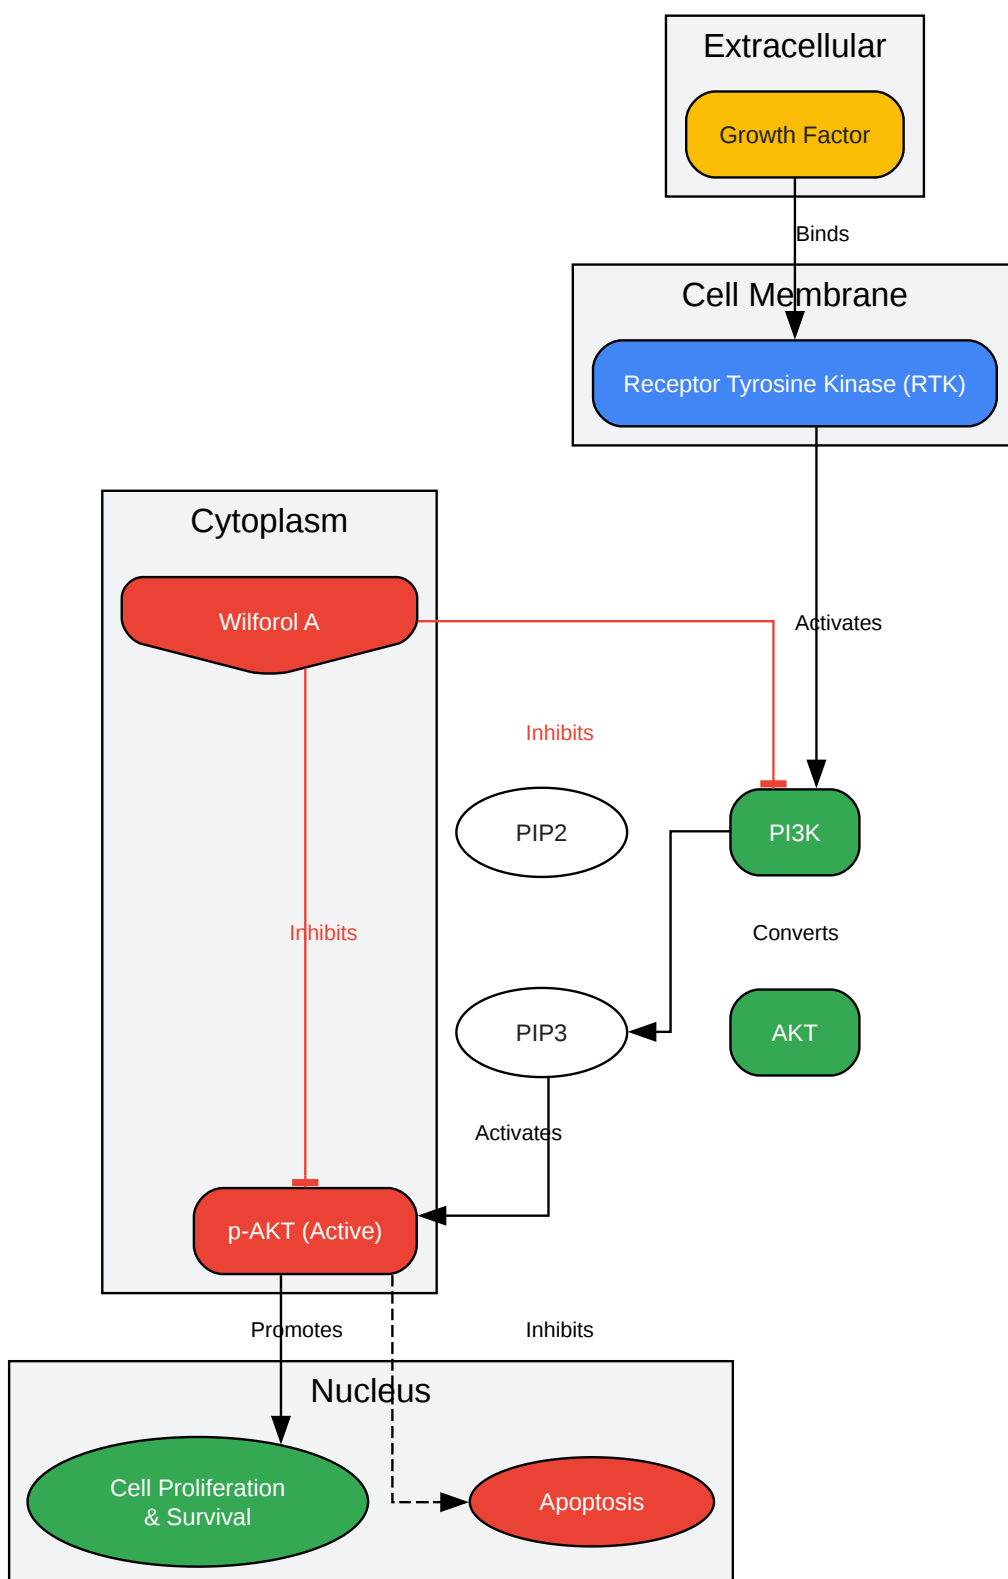 Extracellular
Growth Factor
Binds
Cell Membrane
Receptor Tyrosine Kinase (RTK)
Cytoplasm
Wilforol A
Activates
Inhibits
PIP2
PI3K
Inhibits
Converts
PIP3
AKT
Activates
p-AKT (Active)
Promotes
Inhibits
Nucleus
Cell Proliferation
& Survival
Apoptosis